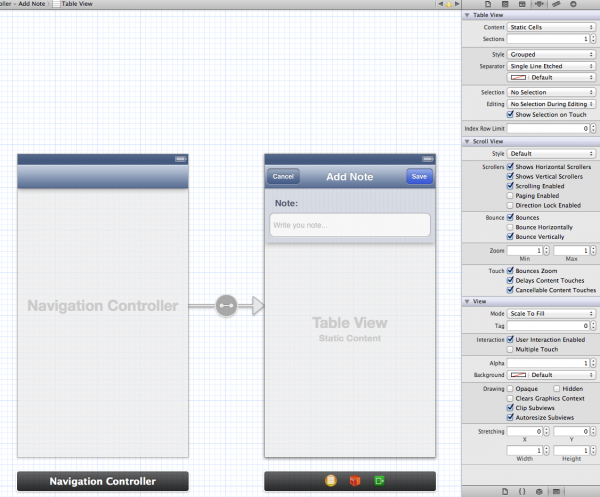 oller - Add Note Table View
Table View
Content Static Cells
Sections 1
Style Grouped
Separator Single Line Etched
Default
Selection No Selection
Editing No Selection During Editing
Show Selection on Touch
Index Row Limit 0
Scroll View
Style Default
Scrollers Shows Horizontal Scrollers
Shows Vertical Scrollers
Scrolling Enabled
Paging Enabled
Direction Lock Enabled
Bounce Bounces
Bounce Horizontally
Bounce Vertically
Zoom 1 1
Min Max
Touch Bounces Zoom
Delays Content Touches
Cancellable Content Touches
View
Mode Scale To Fill
Tag 0
Interaction User Interaction Enabled
Multiple Touch
Alpha 1
Background Default
Drawing Opaque Hidden
Clears Graphics Context
Clip Subviews
Autoresize Subviews
Stretching 0 0
X Y
1 1
Width Height
Navigation Controller
Navigation Controller
Cancel Add Note Save
Note:
Write you note...
Table View
Static Content